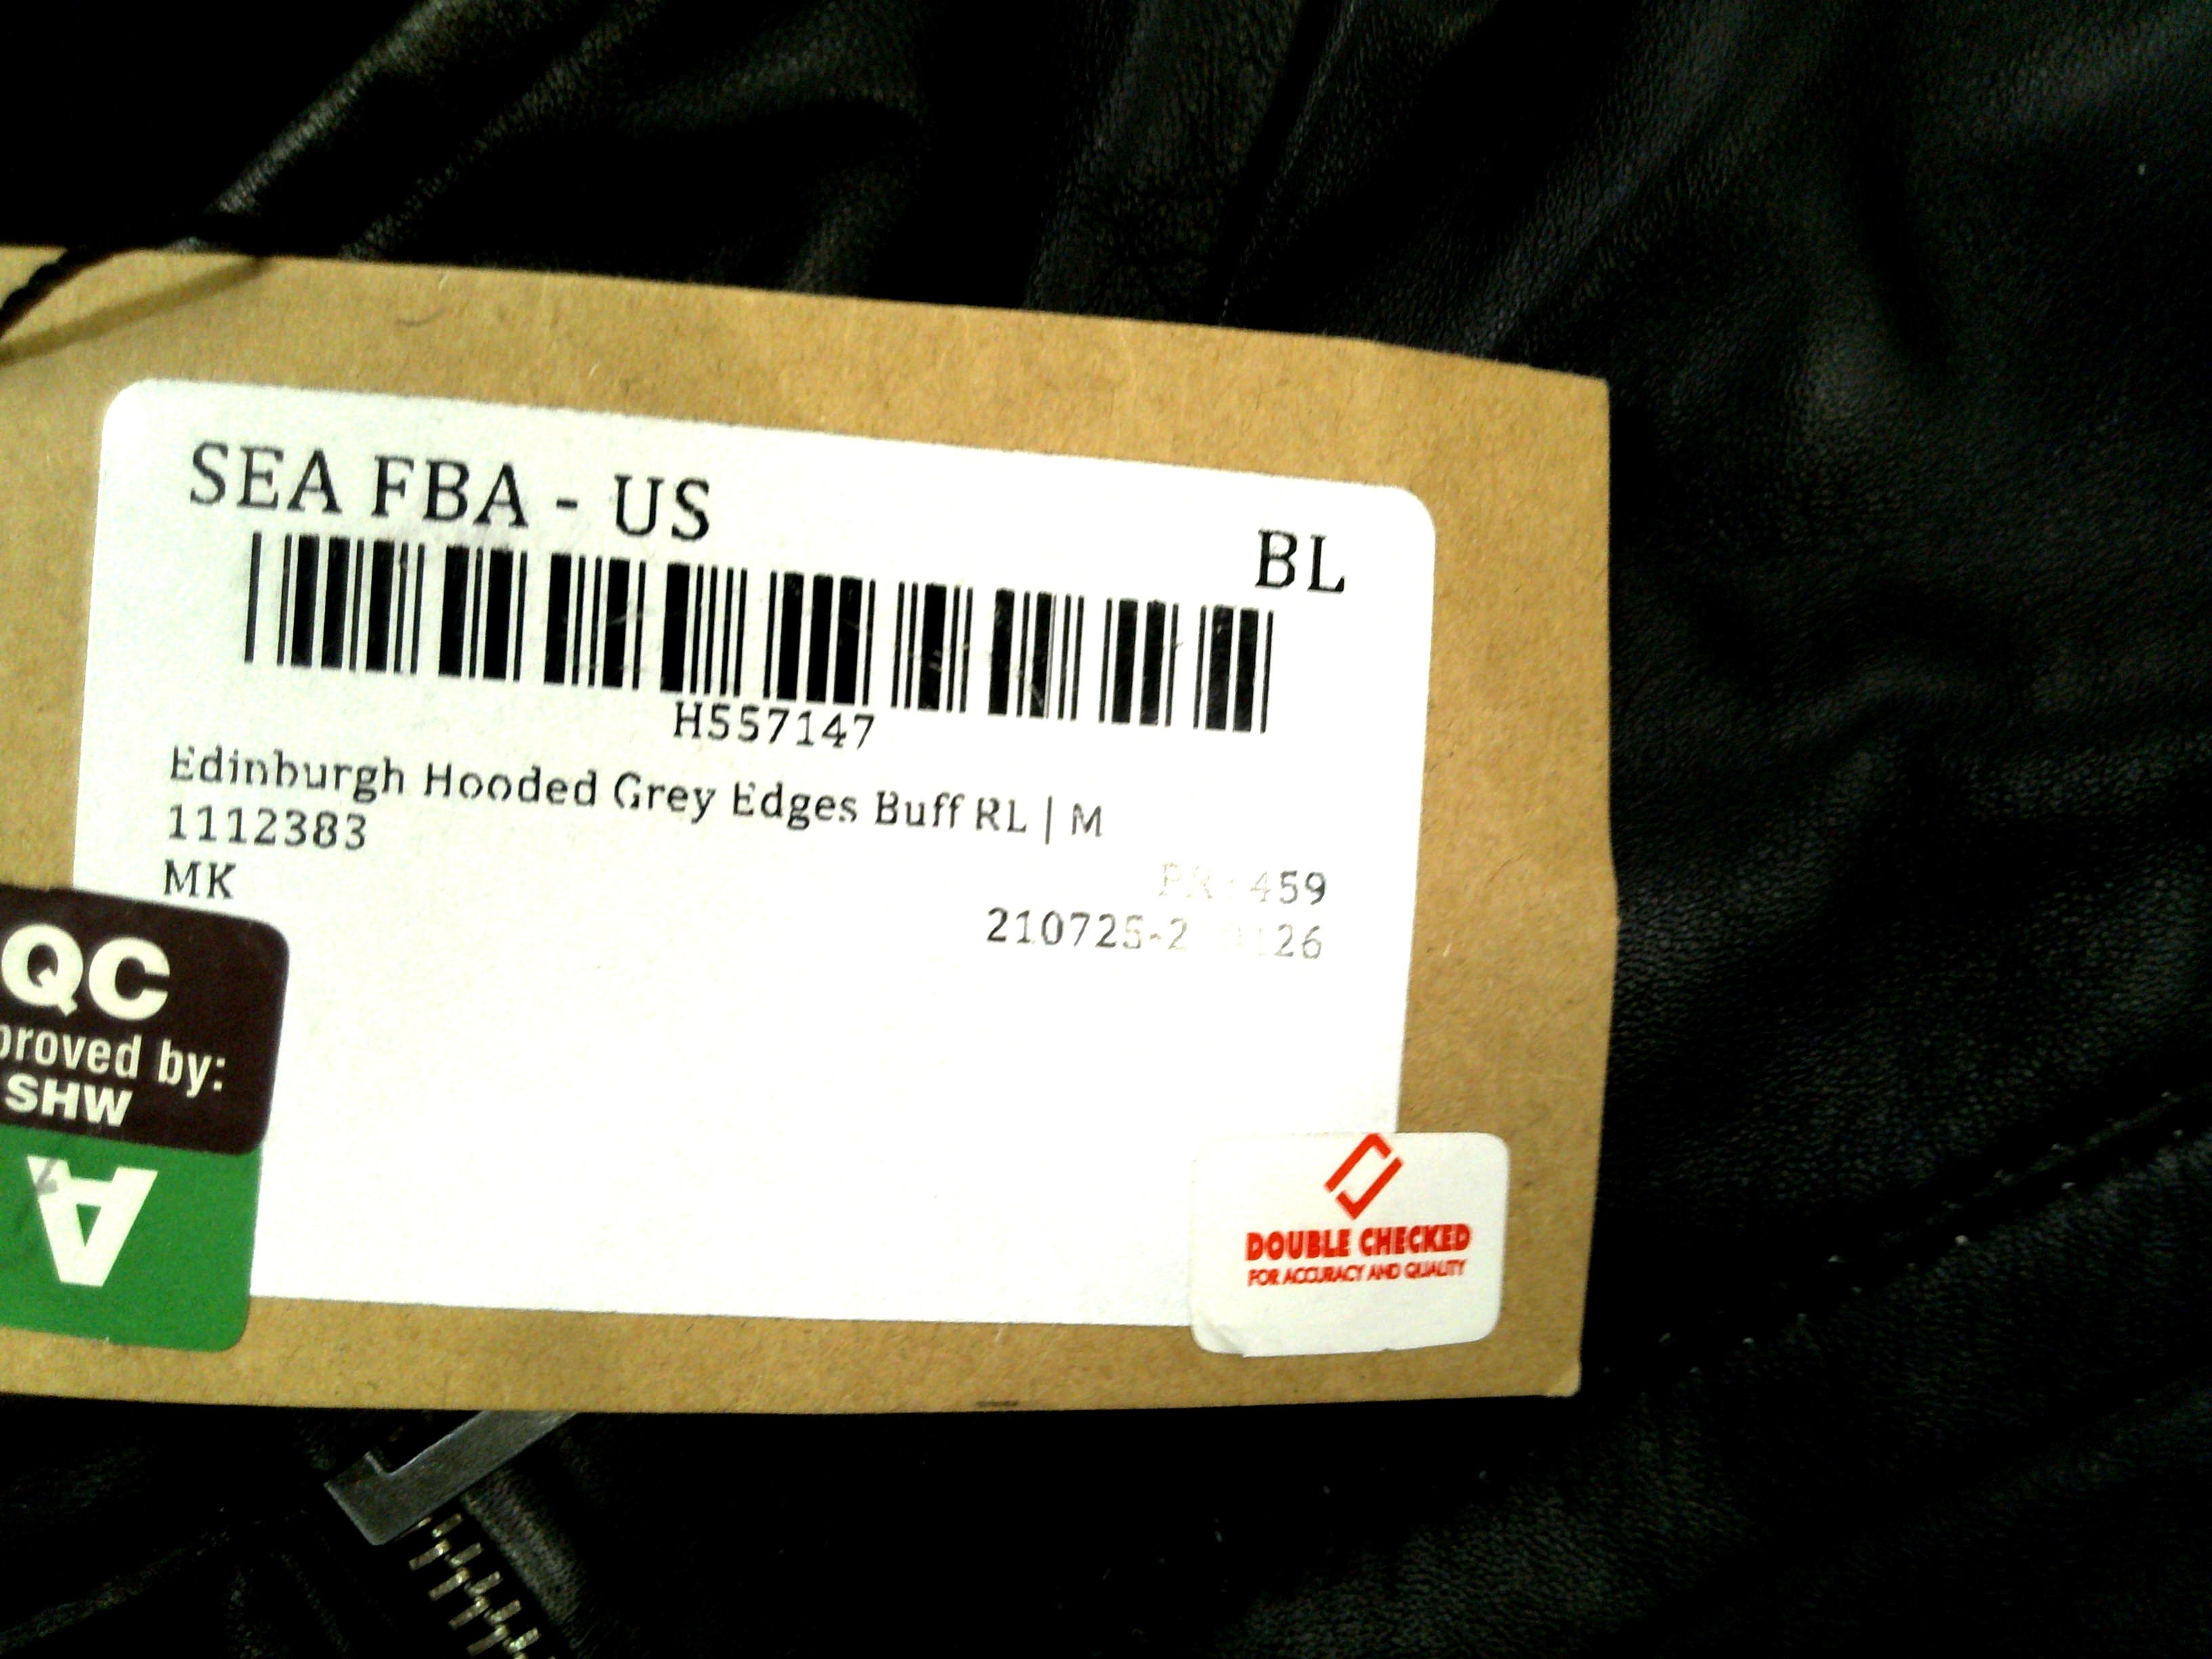 SEA FBA - US
BL
H557147
Edinburgh Hooded Grey Edges Buff RL | M
1112383
MK
459
QC
by:
SHW
A
DOUBLE CHECKED
FOR ACCURACY AND QUALITY